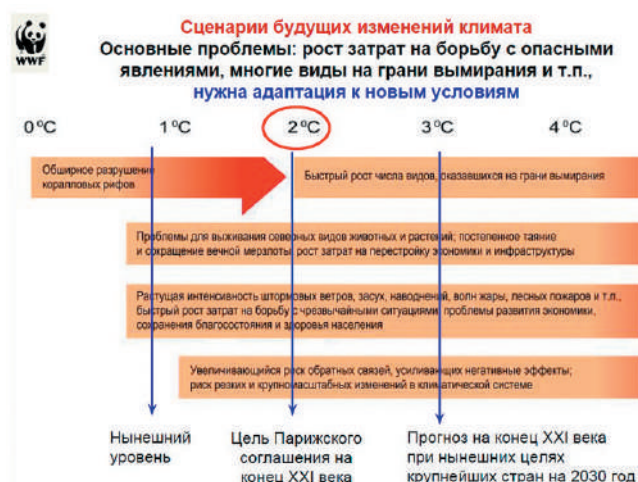 WWF
Сценарии будущих изменений климата
Основные проблемы: рост затрат на борьбу с опасными
явлениями, многие виды на грани вымирания и т.п.,
нужна адаптация к новым условиям
0 ºC 1 ºC 2 ºC 3 ºC 4 ºC
Обширное разрушение
коралловых рифов
Быстрый рост числа видов, оказавшихся на грани вымирания
Проблемы для выживания северных видов животных и растений; постепенное таяние
и сокращение вечной мерзлоты; рост затрат на перестройку экономики и инфраструктуры
Растущая интенсивность штормовых ветров, засух, наводнений, волн жары, лесных пожаров и т.п.,
быстрый рост затрат на борьбу с чрезвычайными ситуациями; проблемы развития экономики,
сохранения благосостояния и здоровья населения
Увеличивающийся риск обратных связей, усиливающих негативные эффекты;
риск резких и крупномасштабных изменений в климатической системе
Нынешний
уровень
Цель Парижского
соглашения на
конец XXI века
Прогноз на конец XXI века
при нынешних целях
крупнейших стран на 2030 год